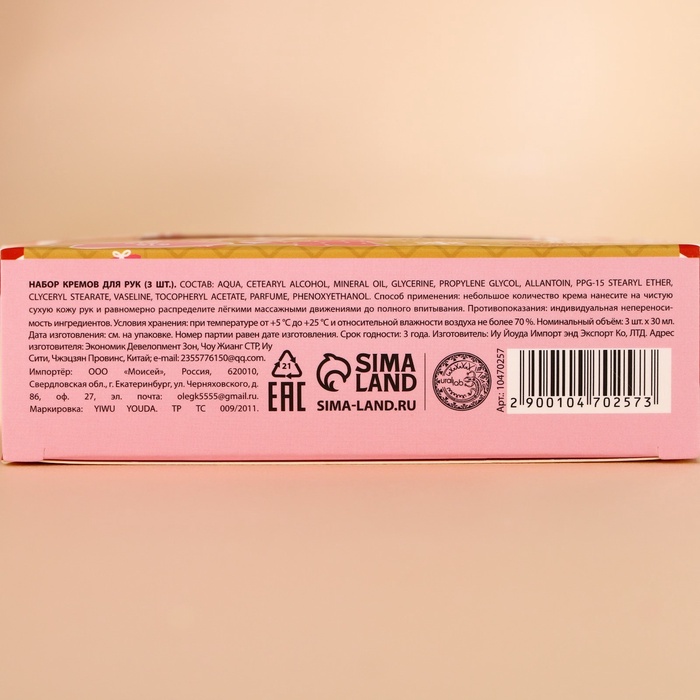 НАБОР КРЕМОВ ДЛЯ РУК (3 ШТ.). СОСТАВ: AQUA, CETEARYL ALCOHOL, MINERAL OIL, GLYCERINE, PROPYLENE GLYCOL, ALLANTOIN, PPG-15 STEARYL ETHER,
CLYCERYL STEARATE, VASELINE, TOCOPHERYL ACETATE, PARFUME, PHENOXYETHANOL. Способ применения: небольшое количество крема нанесите на чистую
сухую кожу рук и равномерно распределите лёгкими массажными движениями до полного впитывания. Противопоказания: индивидуальная непереноси-
мость ингредиентов. Условия хранения: при температуре от +5 °С до +25 °С и относительной влажности воздуха не более 70 %. Номинальный объём: 3 шт. х 30 мл.
Дата изготовления: см. на упаковке. Номер партии равен дате изготовления. Срок годности: 3 года. Изготовитель: Иу Йоуда Импорт энд Экспорт Ко, ЛТД. Адрес
изготовителя: Экономик Девелопмент Зон, Чоу Жианг СТР, Иу
Сити, Чжэцзян Провинс, Китай; e-mail: 2355776150@qq.com.
Импортёр: ООО «Моисей», Россия, 620010,
Свердловская обл., г. Екатеринбург, ул. Черняховского, д.
86, оф. 27, эл. почта: olegk5555@gmail.ru.
Маркировка: YIWU YOUDA. ТР ТС 009/2011.
21
EAC
SIMA
LAND
SIMA-LAND.RU
ural lab
Арт.: 10470257
2 900104 702573